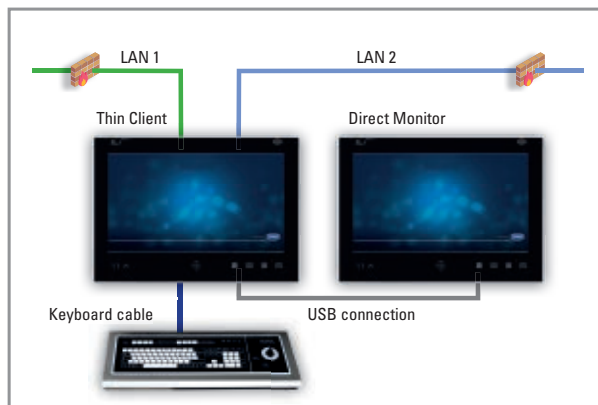 LAN 1
LAN 2
Thin Client
Direct Monitor
Keyboard cable
USB connection